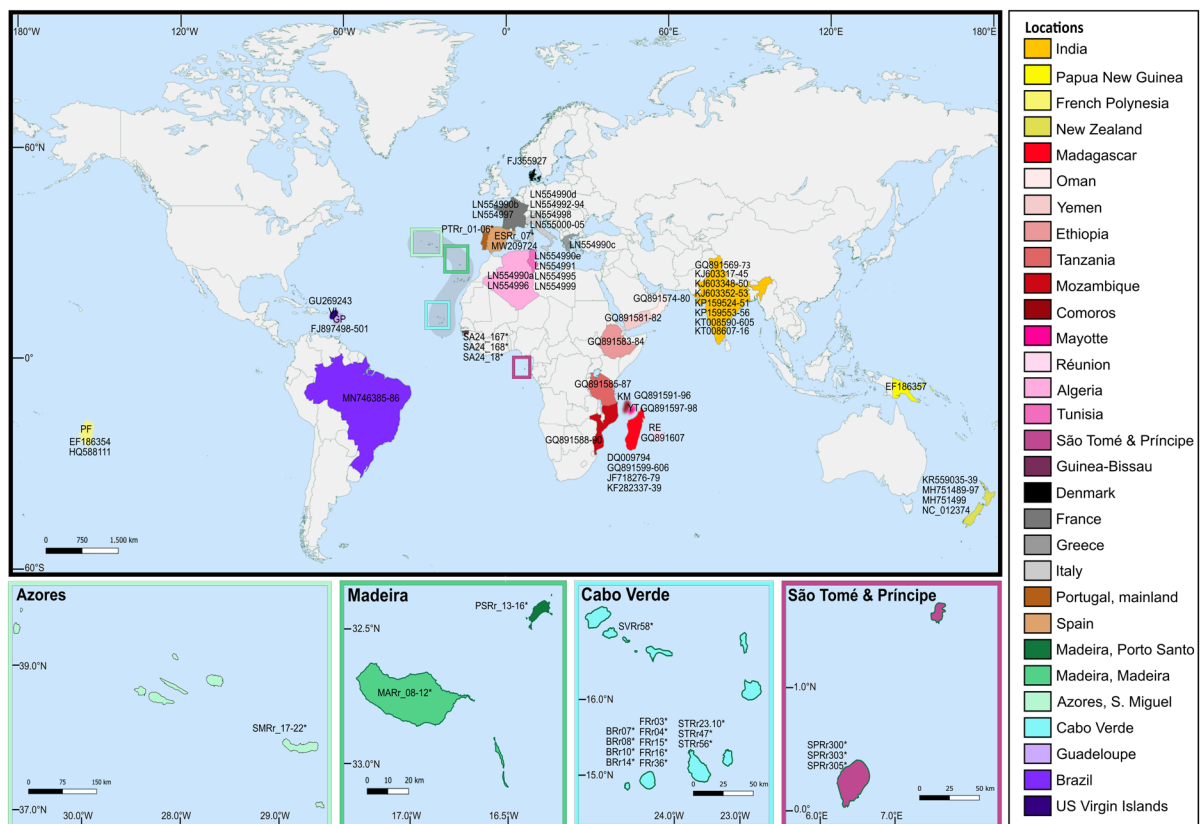 180°W
120°W
60°W
0°
60°E
120°E
180°E
60°N
0°
60°S
FJ355927
LN554990b
LN554997
LN554990d
LN554992-94
LN554998
LN555000-05
PTRr_01-06*
ESRr_07*
MW209724
LN554990c
LN554990e
LN554991
LN554995
LN554999
LN554990a
LN554996
GU269243
VI
GP
FJ897498-501
SA24_167*
SA24_168*
SA24_18*
GQ891569-73
KJ603317-45
KJ603348-50
KJ603352-53
KP159524-51
KP159553-56
KT008590-605
KT008607-16
GQ891574-80
GQ891581-82
GQ891583-84
GQ891585-87
KM
GQ891591-96
YT
GQ891597-98
RE
GQ891607
GQ891588-90
DQ009794
GQ891599-606
JF718276-79
KF282337-39
MN746385-86
PF
EF186354
HQ588111
EF186357
KR559035-39
MH751489-97
MH751499
NC_012374
0 750 1,500 km
Locations
India
Papua New Guinea
French Polynesia
New Zealand
Madagascar
Oman
Yemen
Ethiopia
Tanzania
Mozambique
Comoros
Mayotte
Réunion
Algeria
Tunisia
São Tomé & Príncipe
Guinea-Bissau
Denmark
France
Greece
Italy
Portugal, mainland
Spain
Madeira, Porto Santo
Madeira, Madeira
Azores, S. Miguel
Cabo Verde
Guadeloupe
Brazil
US Virgin Islands
Azores
39.0°N
SMRr_17-22*
0 75 150 km
37.0°N
30.0°W
28.0°W
29.0°W
Madeira
PSRr_13-16*
32.5°N
MARr_08-12*
33.0°N
0 10 20 km
17.0°W
16.5°W
Cabo Verde
SVRr58*
16.0°N
BRr07*
BRr08*
BRr10*
BRr14*
FRr03*
FRr04*
FRr15*
FRr16*
FRr36*
STRr23.10*
STRr47*
STRr56*
15.0°N
0 25 50 km
24.0°W
23.0°W
São Tomé & Príncipe
1.0°N
SPRr300*
SPRr303*
SPRr305*
0 25 50 km
0.0°
6.0°E
7.0°E